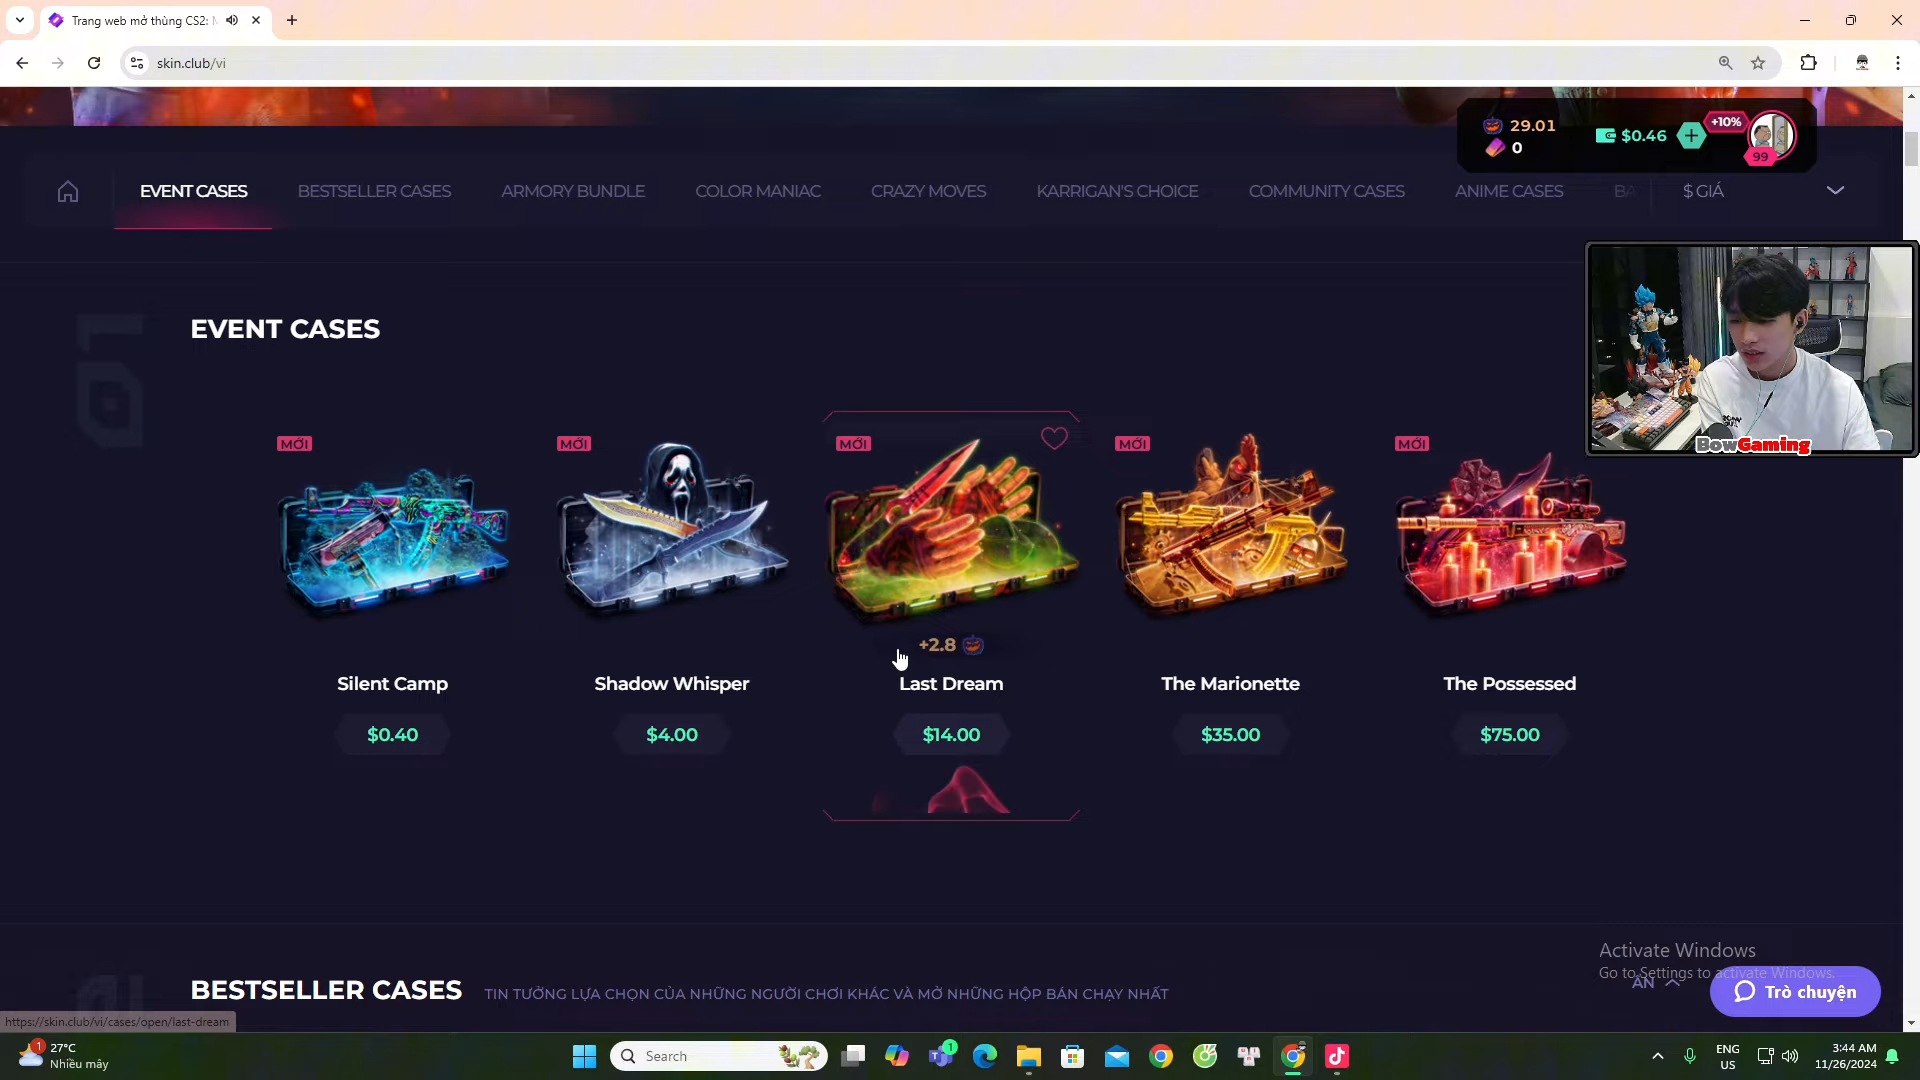 Trang web mở thùng CS2: M
skin.club/vi
29.01
0
$0.46
+10%
99
EVENT CASES
BESTSELLER CASES
ARMORY BUNDLE
COLOR MANIAC
CRAZY MOVES
KARRIGAN'S CHOICE
COMMUNITY CASES
ANIME CASES
BA
$ GIÁ
EVENT CASES
BowGaming
MỚI
MỚI
MỚI
MỚI
MỚI
+2.8
Silent Camp
Shadow Whisper
Last Dream
The Marionette
The Possessed
$0.40
$4.00
$14.00
$35.00
$75.00
Activate Windows
Go to Settings to activate Windows.
ẨN
BESTSELLER CASES
TIN TƯỞNG LỰA CHỌN CỦA NHỮNG NGƯỜI CHƠI KHÁC VÀ MỞ NHỮNG HỘP BÁN CHẠY NHẤT
Trò chuyện
https://skin.club/vi/cases/open/last-dream
1
27°C
Nhiều mây
Search
1
ENG
US
3:44 AM
11/26/2024